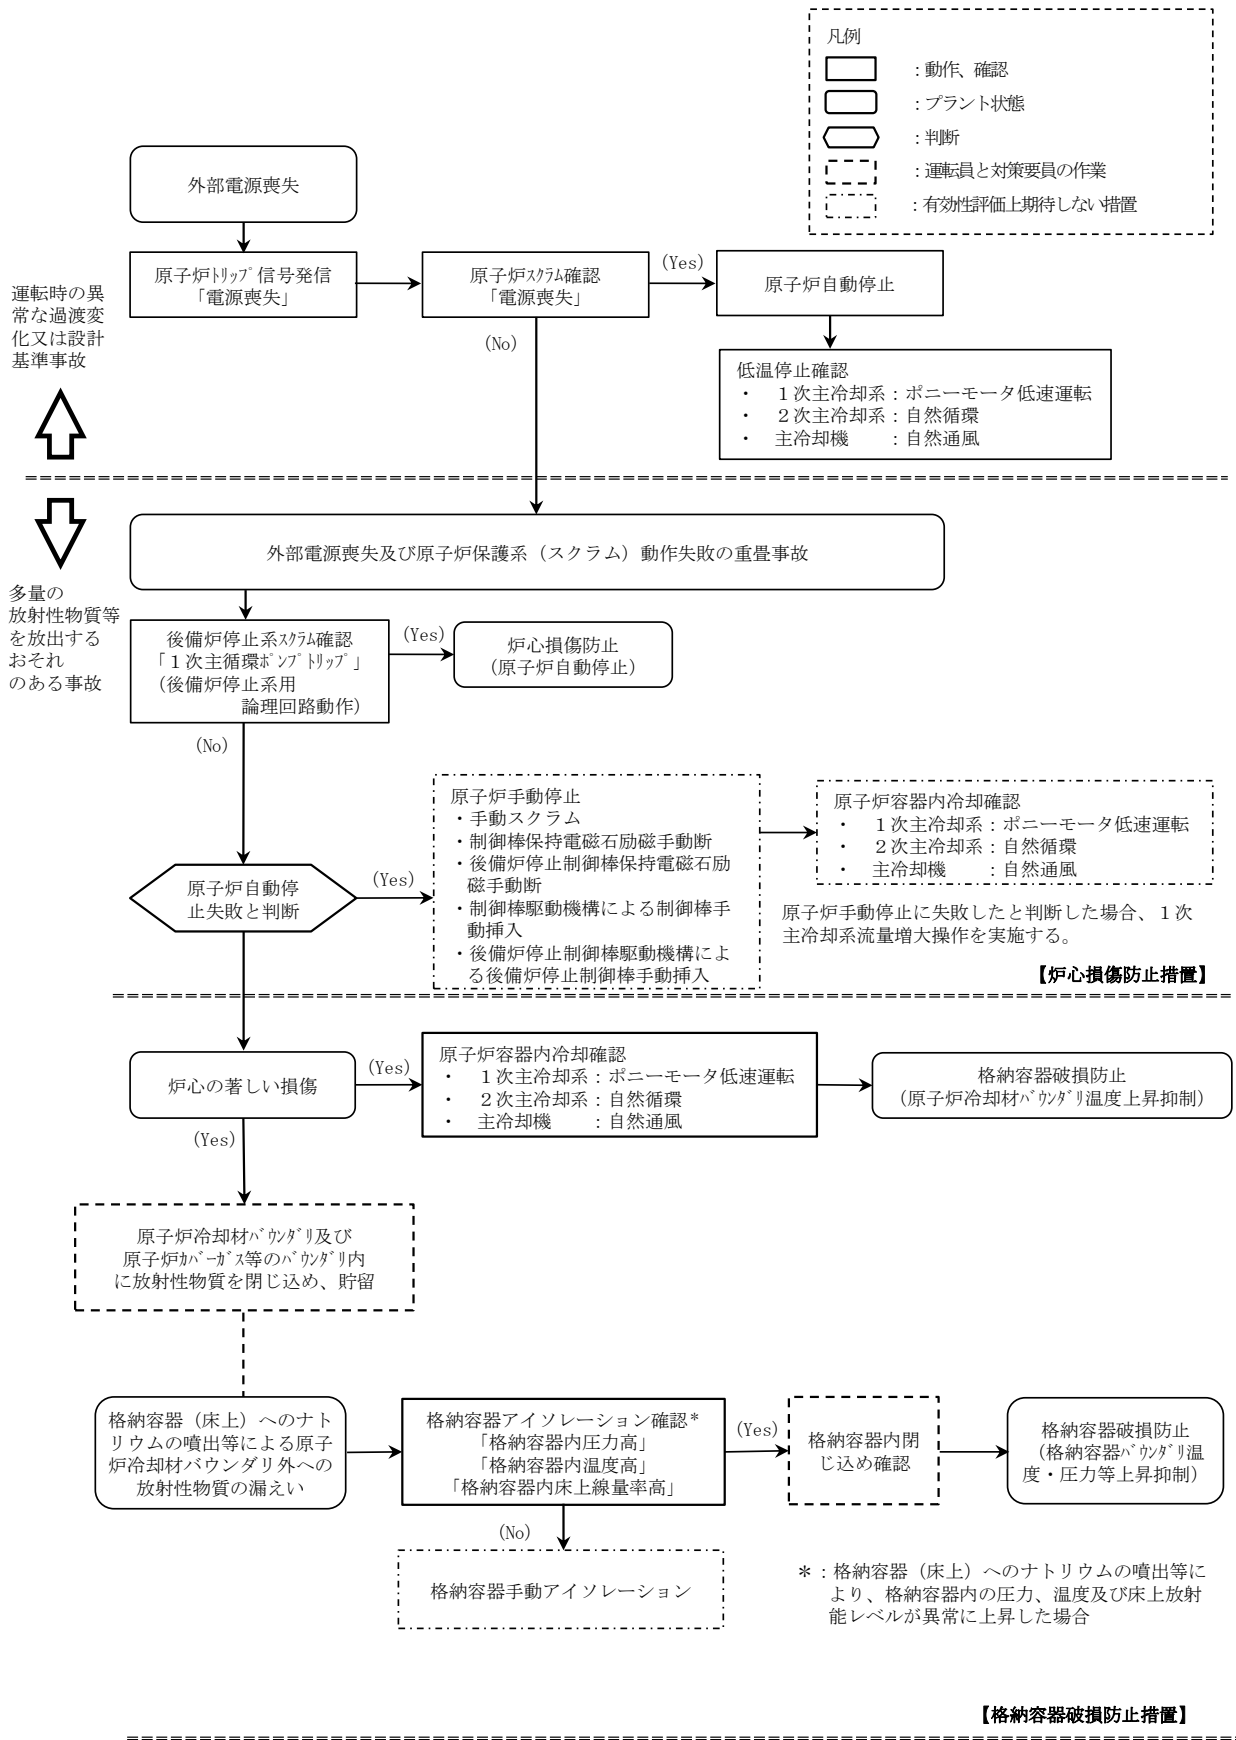 凡例
：動作、確認
：プラント状態
：判断
：運転員と対策要員の作業
：有効性評価上期待しない措置
外部電源喪失
原子炉ﾄﾘｯﾌﾟ信号発信
「電源喪失」
原子炉ｽｸﾗﾑ確認
「電源喪失」
(Yes)
原子炉自動停止
(No)
運転時の異
常な過渡変
化又は設計
基準事故
低温停止確認
・　１次主冷却系：ポニーモータ低速運転
・　２次主冷却系：自然循環
・　主冷却機　　：自然通風
外部電源喪失及び原子炉保護系（スクラム）動作失敗の重畳事故
多量の
放射性物質等
を放出する
おそれ
のある事故
後備炉停止系ｽｸﾗﾑ確認
「１次主循環ﾎﾟﾝﾌﾟﾄﾘｯﾌﾟ」
（後備炉停止系用
論理回路動作）
(Yes)
炉心損傷防止
（原子炉自動停止）
(No)
原子炉自動停
止失敗と判断
(Yes)
原子炉手動停止
・手動スクラム
・制御棒保持電磁石励磁手動断
・後備炉停止制御棒保持電磁石励
磁手動断
・制御棒駆動機構による制御棒手
動挿入
・後備炉停止制御棒駆動機構によ
る後備炉停止制御棒手動挿入
原子炉容器内冷却確認
・　１次主冷却系：ポニーモータ低速運転
・　２次主冷却系：自然循環
・　主冷却機　　：自然通風
原子炉手動停止に失敗したと判断した場合、１次
主冷却系流量増大操作を実施する。
【炉心損傷防止措置】
炉心の著しい損傷
(Yes)
原子炉容器内冷却確認
・　１次主冷却系：ポニーモータ低速運転
・　２次主冷却系：自然循環
・　主冷却機　　：自然通風
格納容器破損防止
（原子炉冷却材ﾊﾞｳﾝﾀﾞﾘ温度上昇抑制）
(Yes)
原子炉冷却材ﾊﾞｳﾝﾀﾞﾘ及び
原子炉ｶﾊﾞｰｶﾞｽ等のﾊﾞｳﾝﾀﾞﾘ内
に放射性物質を閉じ込め、貯留
格納容器（床上）へのナト
リウムの噴出等による原子
炉冷却材バウンダリ外への
放射性物質の漏えい
格納容器アイソレーション確認＊
「格納容器内圧力高」
「格納容器内温度高」
「格納容器内床上線量率高」
(Yes)
格納容器内閉
じ込め確認
格納容器破損防止
（格納容器ﾊﾞｳﾝﾀﾞﾘ温
度・圧力等上昇抑制）
(No)
格納容器手動アイソレーション
＊：格納容器（床上）へのナトリウムの噴出等に
より、格納容器内の圧力、温度及び床上放射
能レベルが異常に上昇した場合
【格納容器破損防止措置】